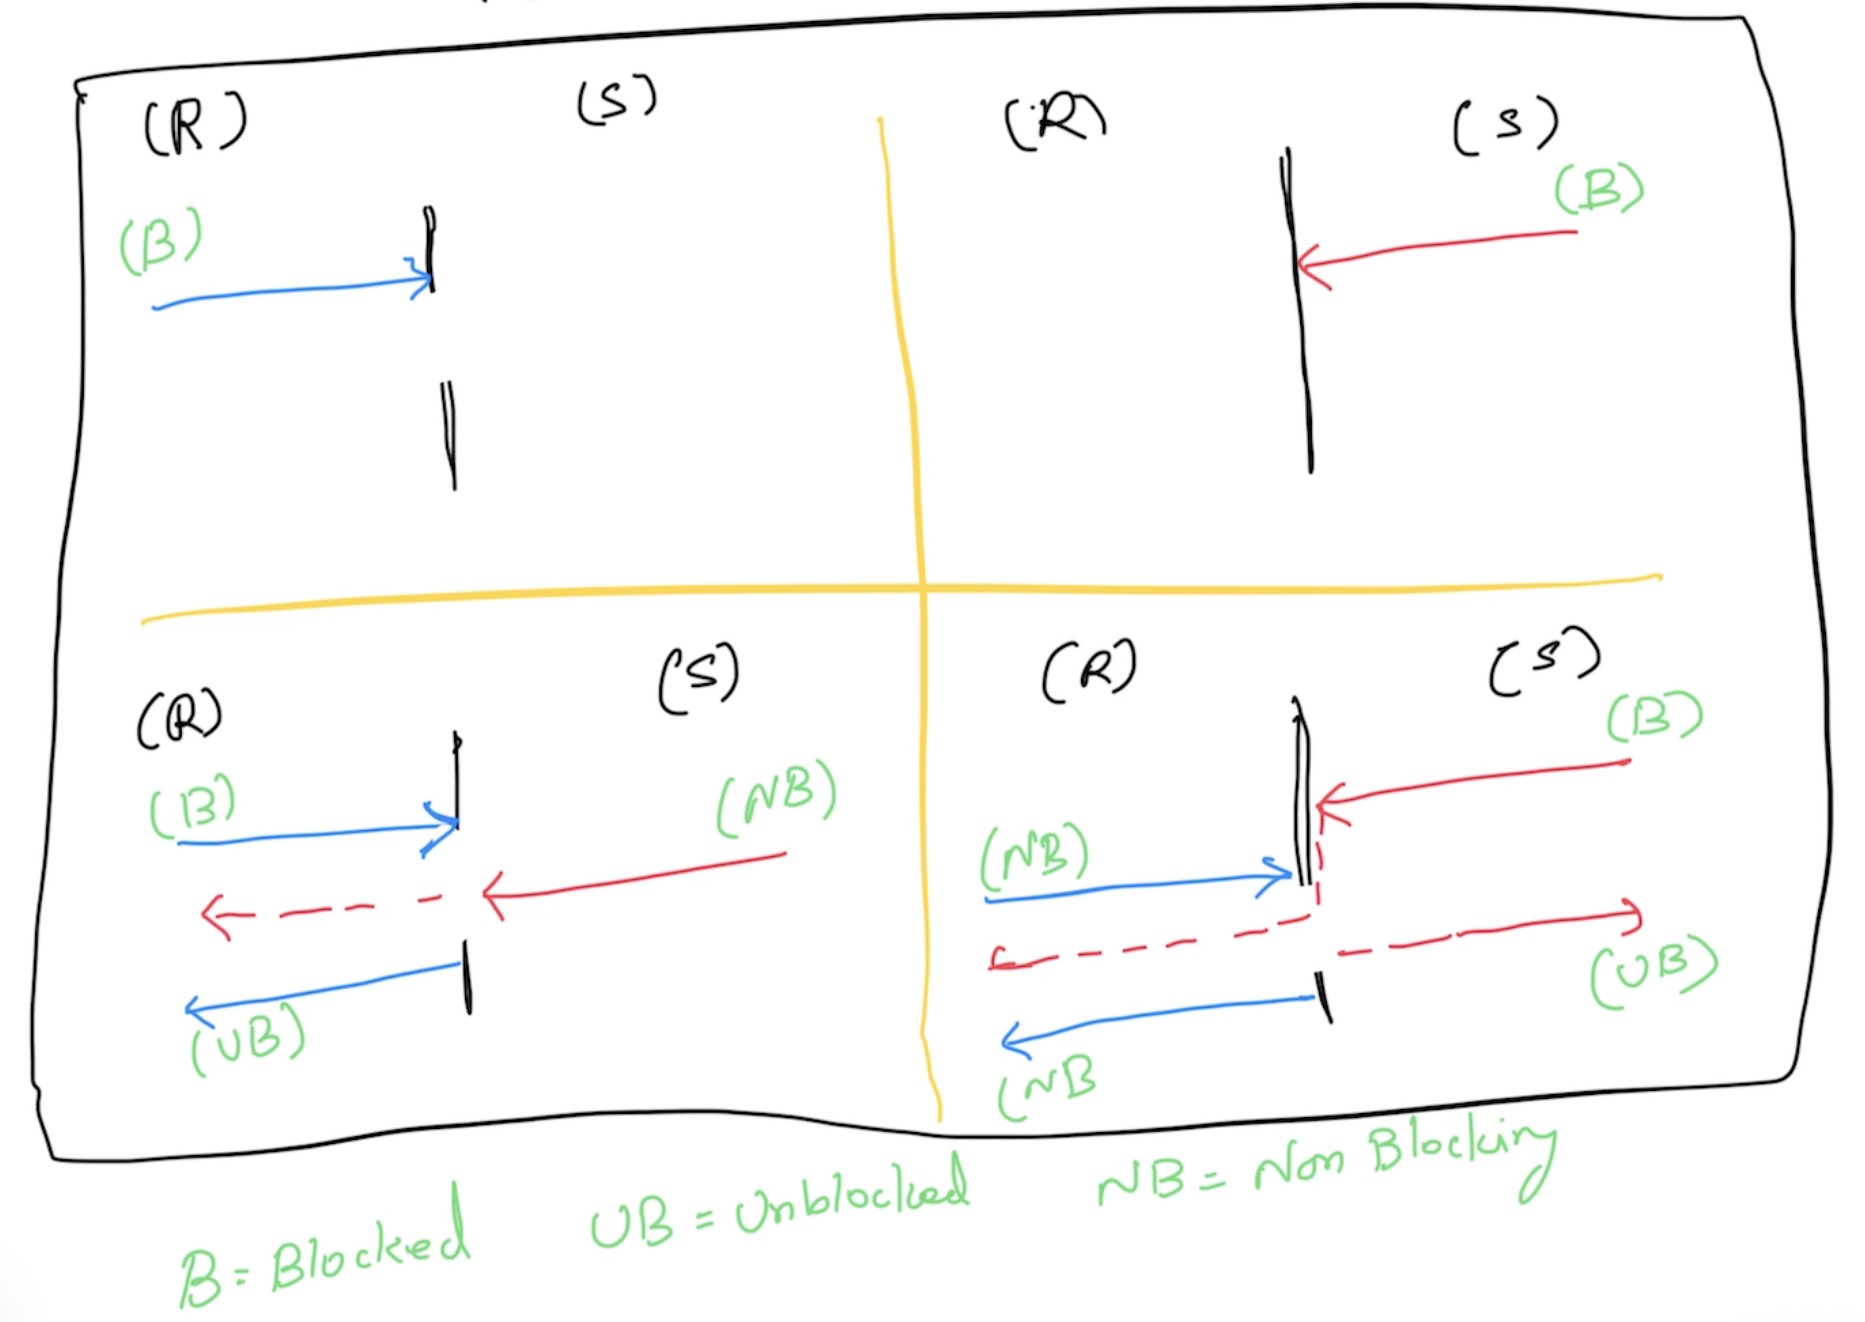 (R) (S)
(B)
(R) (S)
(B)
(R) (S)
(B) (NB)
(UB)
(R) (S)
(B)
(NB)
(UB)
(NB
B = Blocked UB = Unblocked NB = Non Blocking